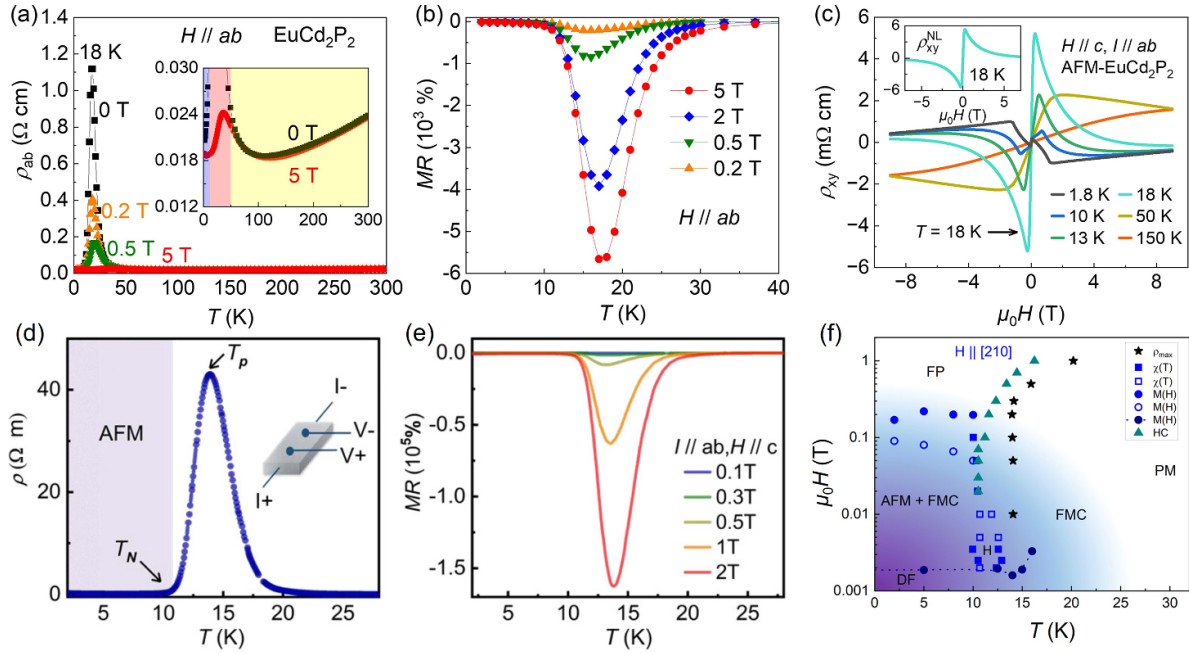 (a)
H // ab
EuCd₂P₂
18 K
0 T
0.2 T
0.5 T
5 T
0 T
5 T
0.030
0.024
0.018
0.012
0
100
200
300
1.2
1.0
0.8
0.6
0.4
0.2
0.0
ρab (Ω cm)
0
50
100
150
200
250
300
T (K)
(b)
0
-1
-2
-3
-4
-5
-6
MR (10³ %)
5 T
2 T
0.5 T
0.2 T
H // ab
0
10
20
30
40
T (K)
(c)
H // c, I // ab
AFM-EuCd₂P₂
ρxy^NL
18 K
5
0
-5
-5
0
5
μ₀H (T)
6
4
2
0
-2
-4
-6
ρxy (mΩ cm)
1.8 K
18 K
10 K
50 K
13 K
150 K
T = 18 K
-8
-4
0
4
8
μ₀H (T)
(d)
Tp
AFM
TN
I-
V-
V+
I+
40
20
0
ρ (Ω m)
5
10
15
20
25
T (K)
(e)
0.0
-0.5
-1.0
-1.5
MR (10⁵%)
I // ab,H // c
0.1T
0.3T
0.5T
1T
2T
5
10
15
20
25
T (K)
(f)
H || [210]
FP
ρmax
χ(T)
χ(T)
M(H)
M(H)
M(H)
HC
PM
AFM + FMC
FMC
H
DF
1
0.1
0.01
0.001
μ₀H (T)
0
5
10
15
20
25
30
T (K)